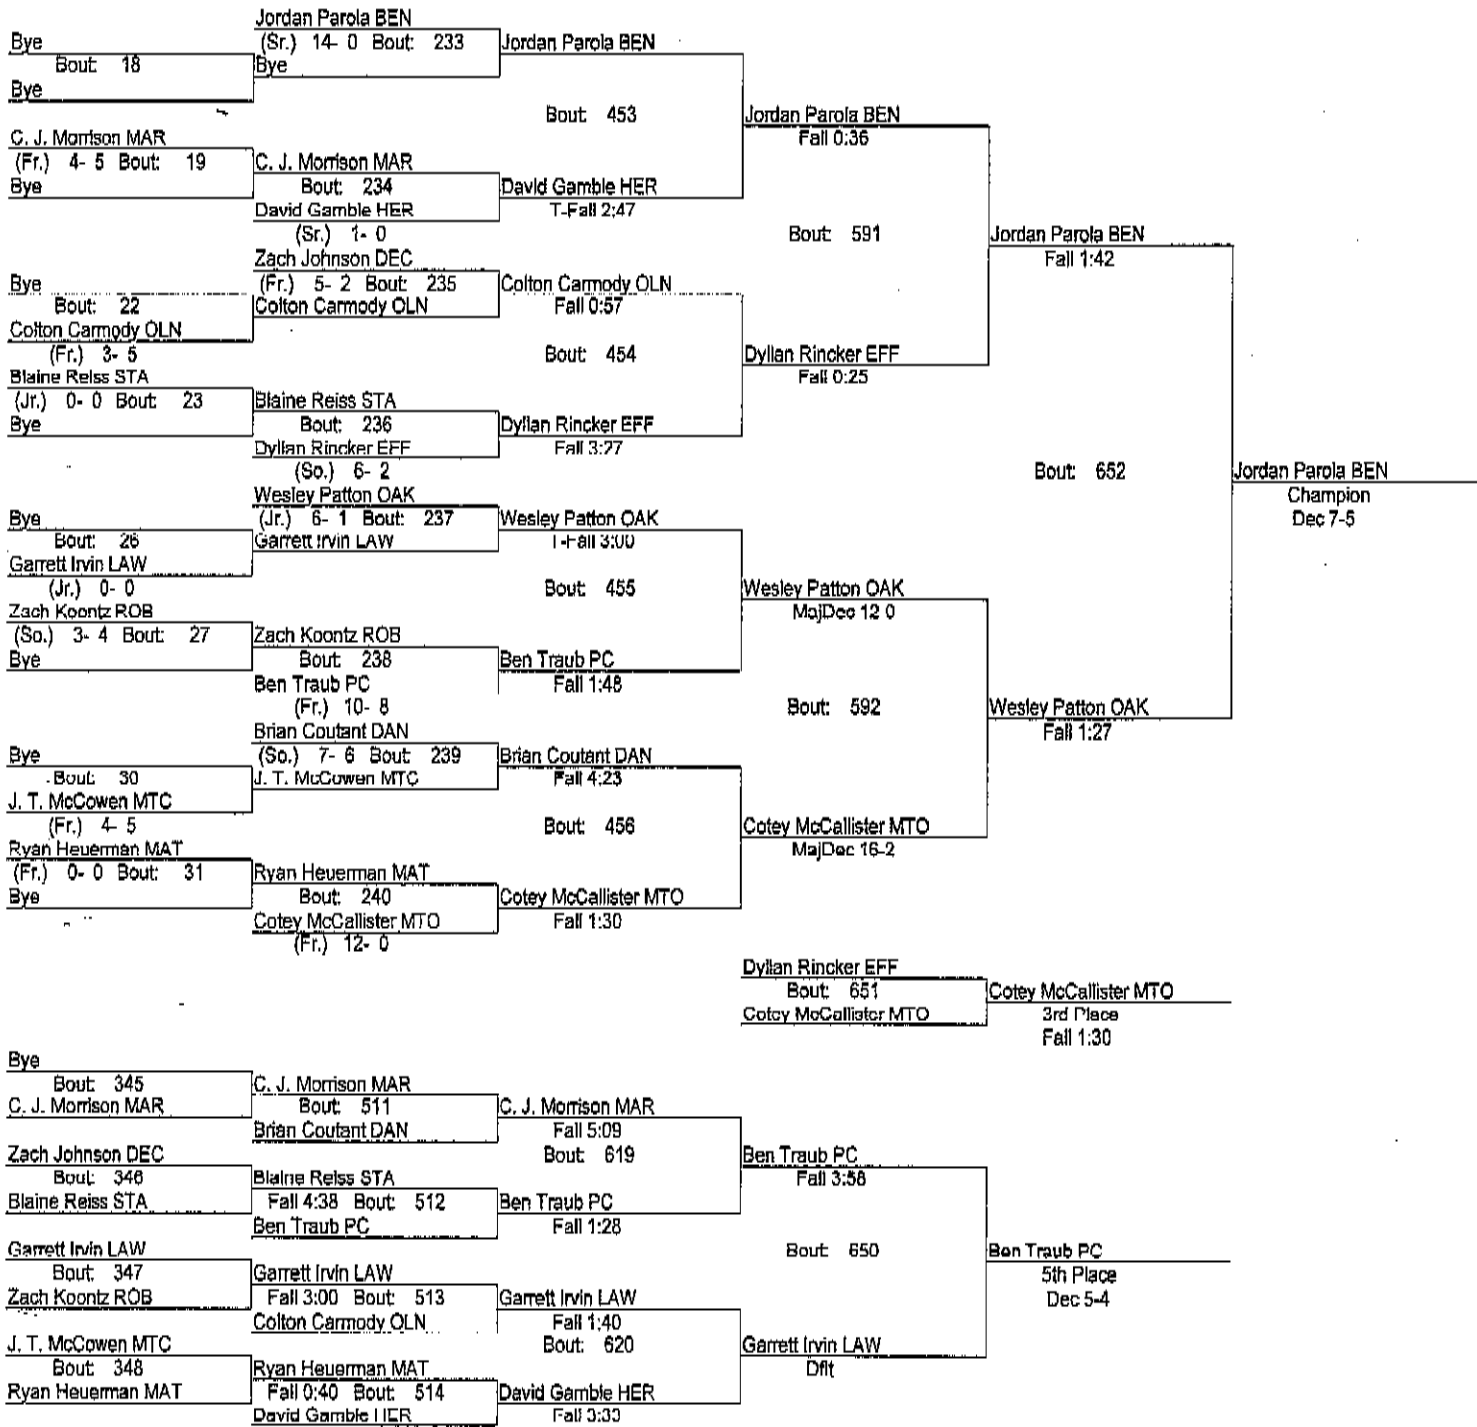 Jordan Parola BEN
Bye
(Sr.) 14- 0 Bout: 233
Jordan Parola BEN
Bout: 18
Bye
Bye
Bout: 453
Jordan Parola BEN
C. J. Morrison MAR
Fall 0:36
(Fr.) 4- 5 Bout: 19
C. J. Morrison MAR
Bye
Bout: 234
David Gamble HER
David Gamble HER
T-Fall 2:47
(Sr.) 1- 0
Bout: 591
Jordan Parola BEN
Zach Johnson DEC
Fall 1:42
Bye
(Fr.) 5- 2 Bout: 235
Colton Carmody OLN
Bout: 22
Colton Carmody OLN
Fall 0:57
Colton Carmody OLN
(Fr.) 3- 5
Bout: 454
Dyllan Rincker EFF
Blaine Reiss STA
Fall 0:25
(Jr.) 0- 0 Bout: 23
Blaine Reiss STA
Bye
Bout: 236
Dyllan Rincker EFF
Dyllan Rincker EFF
Fall 3:27
(So.) 6- 2
Bout: 652
Jordan Parola BEN
Wesley Patton OAK
Champion
Bye
(Jr.) 6- 1 Bout: 237
Wesley Patton OAK
Dec 7-5
Bout: 26
Garrett Irvin LAW
T-Fall 3:00
Garrett Irvin LAW
(Jr.) 0- 0
Bout: 455
Wesley Patton OAK
Zach Koontz ROB
MajDec 12 0
(So.) 3- 4 Bout: 27
Zach Koontz ROB
Bye
Bout: 238
Ben Traub PC
Ben Traub PC
Fall 1:48
(Fr.) 10- 8
Bout: 592
Wesley Patton OAK
Brian Coutant DAN
Fall 1:27
Bye
(So.) 7- 6 Bout: 239
Brian Coutant DAN
Bout: 30
J. T. McCowen MTC
Fall 4:23
J. T. McCowen MTC
(Fr.) 4- 5
Bout: 456
Cotey McCallister MTO
Ryan Heuerman MAT
MajDec 16-2
(Fr.) 0- 0 Bout: 31
Ryan Heuerman MAT
Bye
Bout: 240
Cotey McCallister MTO
Cotey McCallister MTO
Fall 1:30
(Fr.) 12- 0
Dyllan Rincker EFF
Bout: 651
Cotey McCallister MTO
Cotey McCallister MTO
3rd Place
Fall 1:30
Bye
Bout: 345
C. J. Morrison MAR
C. J. Morrison MAR
Bout: 511
C. J. Morrison MAR
Brian Coutant DAN
Fall 5:09
Zach Johnson DEC
Bout: 619
Ben Traub PC
Bout: 346
Blaine Reiss STA
Fall 3:58
Blaine Reiss STA
Fall 4:38 Bout: 512
Ben Traub PC
Ben Traub PC
Fall 1:28
Garrett Irvin LAW
Bout: 650
Ben Traub PC
Bout: 347
Garrett Irvin LAW
5th Place
Zach Koontz ROB
Fall 3:00 Bout: 513
Garrett Irvin LAW
Dec 5-4
Colton Carmody OLN
Fall 1:40
J. T. McCowen MTC
Bout: 620
Garrett Irvin LAW
Bout: 348
Ryan Heuerman MAT
Dflt
Ryan Heuerman MAT
Fall 0:40 Bout: 514
David Gamble HER
David Gamble HER
Fall 3:33